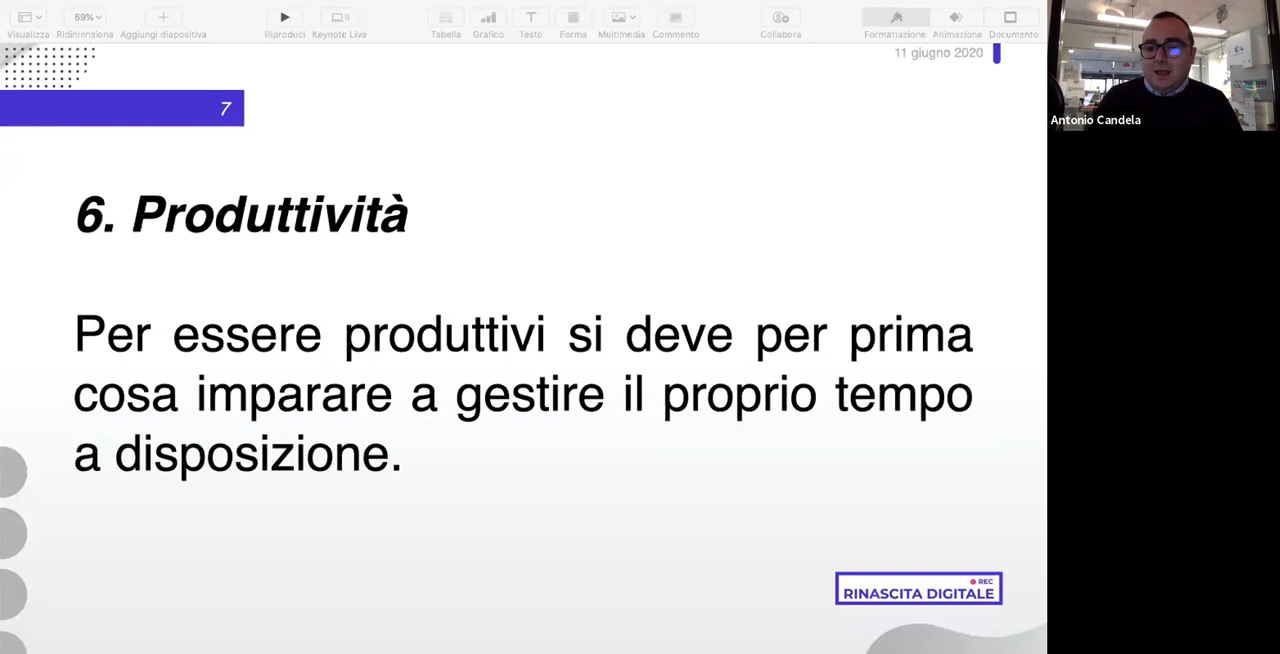 69%
Visualizza Ridimensiona Aggiungi diapositiva Riproduci Keynote Live Tabella Grafico Testo Forma Multimedia Commento Collabora Formattazione Animazione Documento
11 giugno 2020
7
Antonio Candela
6. Produttività
Per essere produttivi si deve per prima
cosa imparare a gestire il proprio tempo
a disposizione.
REC
RINASCITA DIGITALE